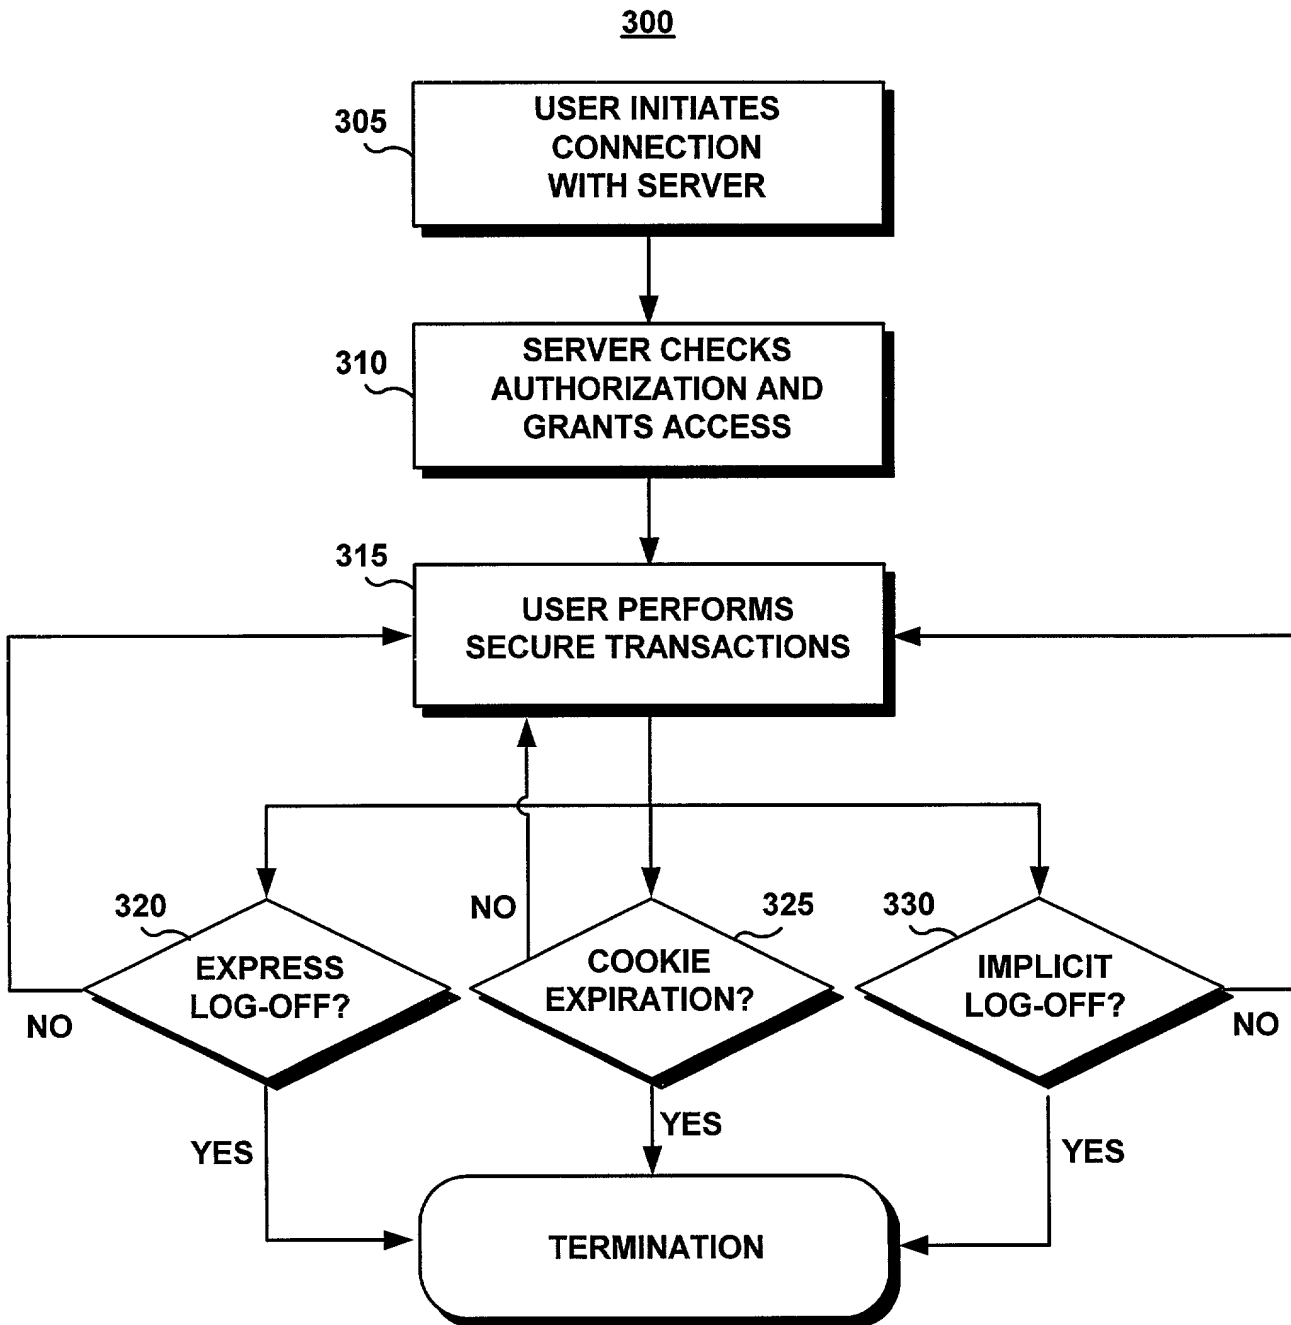 300
305
USER INITIATES
CONNECTION
WITH SERVER
310
SERVER CHECKS
AUTHORIZATION AND
GRANTS ACCESS
315
USER PERFORMS
SECURE TRANSACTIONS
320
EXPRESS
LOG-OFF?
NO
YES
NO
325
COOKIE
EXPIRATION?
YES
330
IMPLICIT
LOG-OFF?
NO
YES
TERMINATION